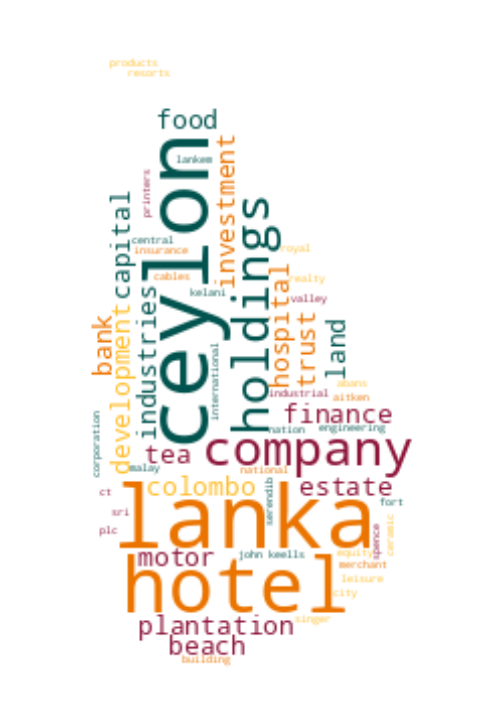 products
resorts
food
lankem
ceylon
investment
printers
capital
holdings
central
insurance
royal
cables
realty
hospital
kelani
valley
industries
development
trust
bank
land
international
abans
industrial
aitken
finance
corporation
nation
engineering
company
tea
malay
national
colombo
estate
serendib
ct
fort
lanka
sri
ceramic
plc
spence
motor
john keells
equity
merchant
hotel
leisure
city
singer
plantation
beach
building